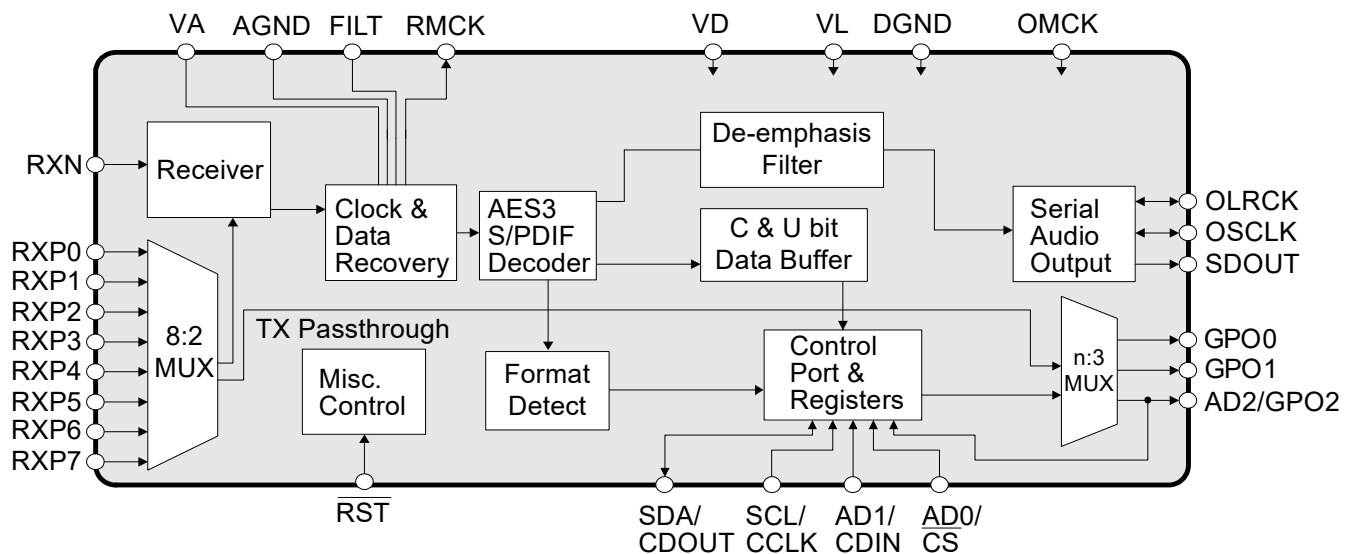 VA AGND FILT RMCK VD VL DGND OMCK
RXN
Receiver
Clock &
Data
Recovery
AES3
S/PDIF
Decoder
De-emphasis
Filter
C & U bit
Data Buffer
Serial
Audio
Output
OLRCK
OSCLK
SDOUT
RXP0
RXP1
RXP2
RXP3
RXP4
RXP5
RXP6
RXP7
8:2
MUX
TX Passthrough
Misc.
Control
Format
Detect
Control
Port &
Registers
n:3
MUX
GPO0
GPO1
AD2/GPO2
RST
SDA/
CDOUT
SCL/
CCLK
AD1/
CDIN
AD0/
CS